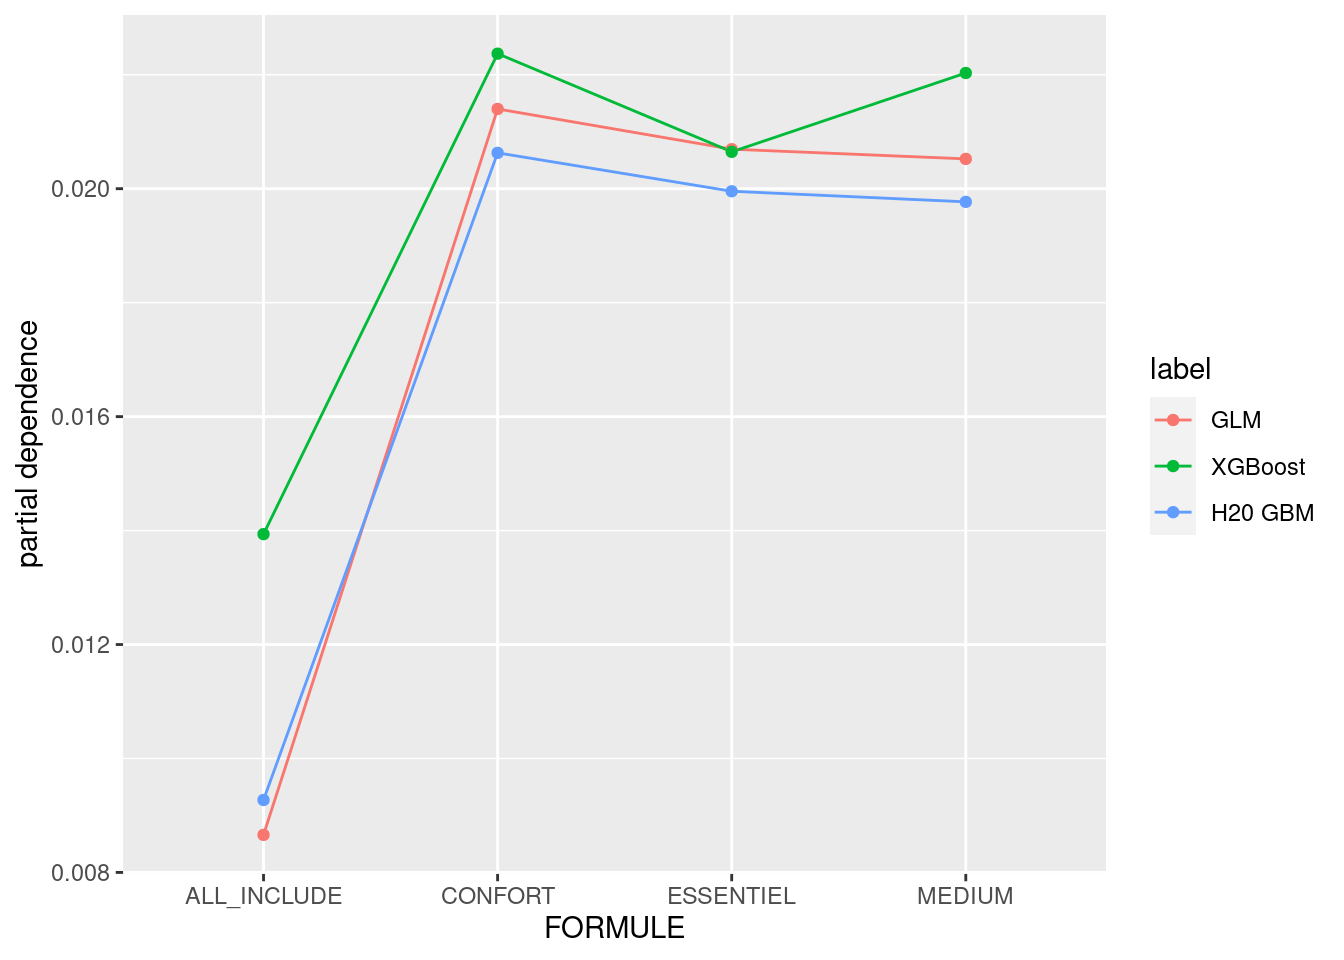 partial dependence
0.020
0.016
0.012
0.008
ALL_INCLUDE
CONFORT
ESSENTIEL
MEDIUM
FORMULE
label
GLM
XGBoost
H20 GBM